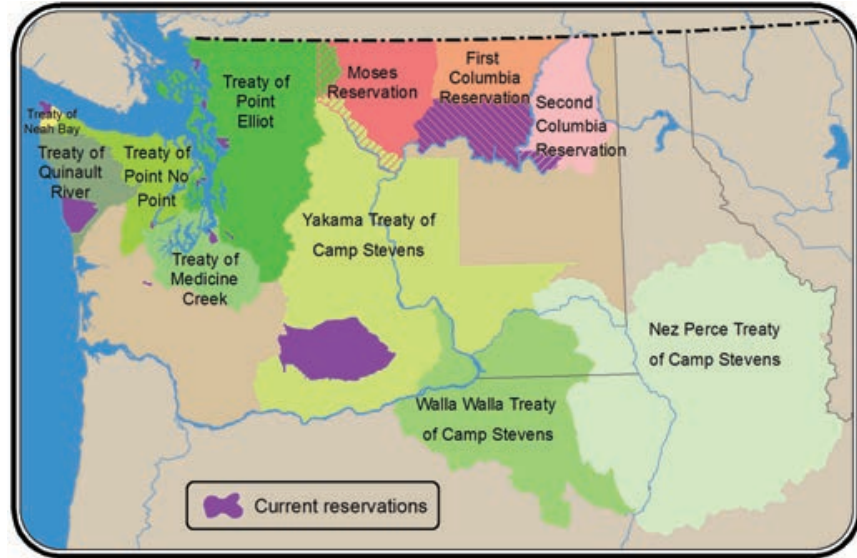 Treaty of
Point
Elliot
Moses
Reservation
First
Columbia
Reservation
Second
Columbia
Reservation
Treaty of
Neah Bay
Treaty of
Quinault
River
Treaty of
Point No
Point
Yakama Treaty of
Camp Stevens
Treaty of
Medicine
Creek
Nez Perce Treaty
of Camp Stevens
Walla Walla Treaty
of Camp Stevens
Current reservations